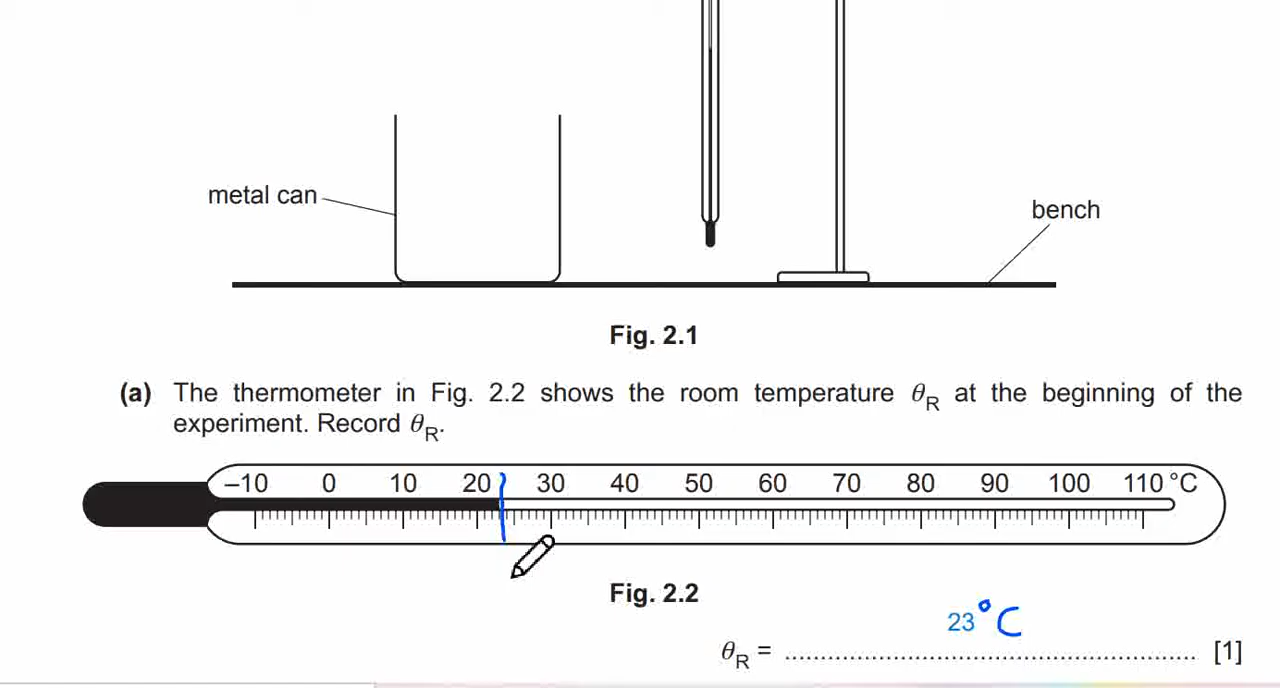 metal can
bench
Fig. 2.1
(a) The thermometer in Fig. 2.2 shows the room temperature θR at the beginning of the
experiment. Record θR.
–10 0 10 20 30 40 50 60 70 80 90 100 110 °C
Fig. 2.2
23°C
θR = .......................................................... [1]